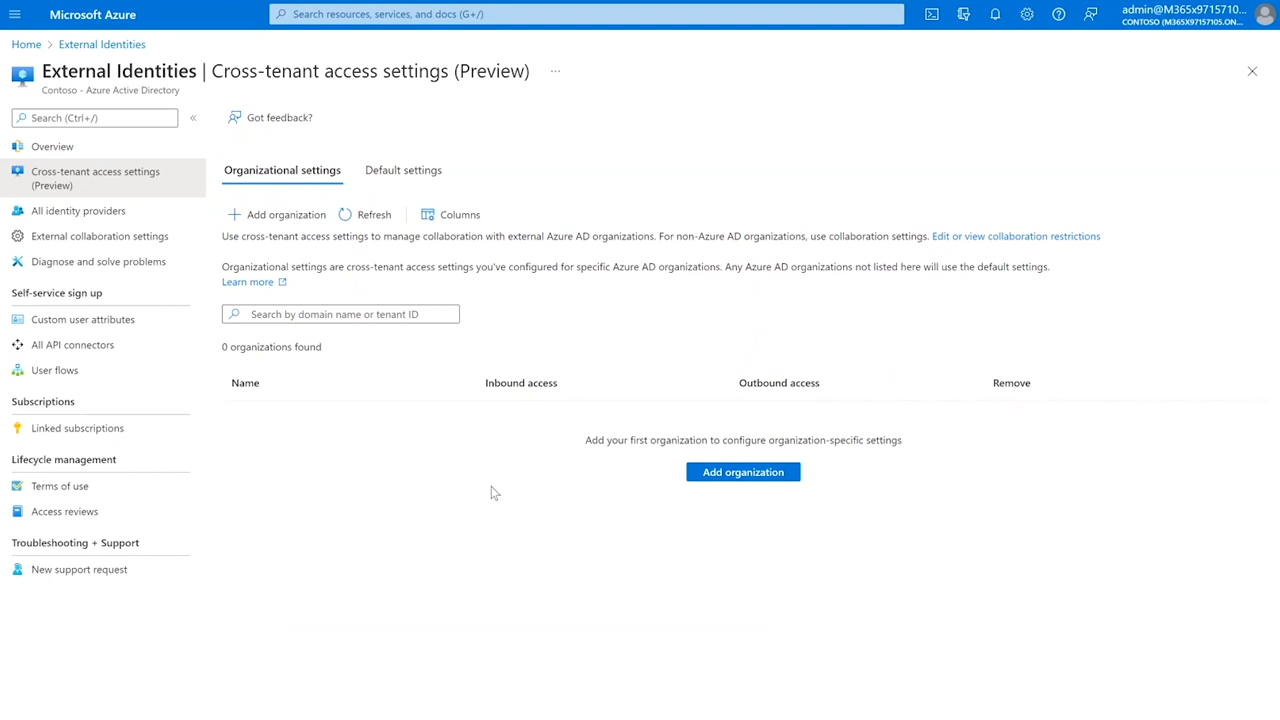 Microsoft Azure
Search resources, services, and docs (G+/)
admin@M365x9715710...
CONTOSO (M365X97157105.ON...
Home > External Identities
External Identities | Cross-tenant access settings (Preview) ...
Contoso - Azure Active Directory
Search (Ctrl+/)
«
Got feedback?
Overview
Cross-tenant access settings
(Preview)
All identity providers
External collaboration settings
Diagnose and solve problems
Self-service sign up
Custom user attributes
All API connectors
User flows
Subscriptions
Linked subscriptions
Lifecycle management
Terms of use
Access reviews
Troubleshooting + Support
New support request
Organizational settings
Default settings
Add organization
Refresh
Columns
Use cross-tenant access settings to manage collaboration with external Azure AD organizations. For non-Azure AD organizations, use collaboration settings. Edit or view collaboration restrictions
Organizational settings are cross-tenant access settings you've configured for specific Azure AD organizations. Any Azure AD organizations not listed here will use the default settings.
Learn more
Search by domain name or tenant ID
0 organizations found
Name
Inbound access
Outbound access
Remove
Add your first organization to configure organization-specific settings
Add organization